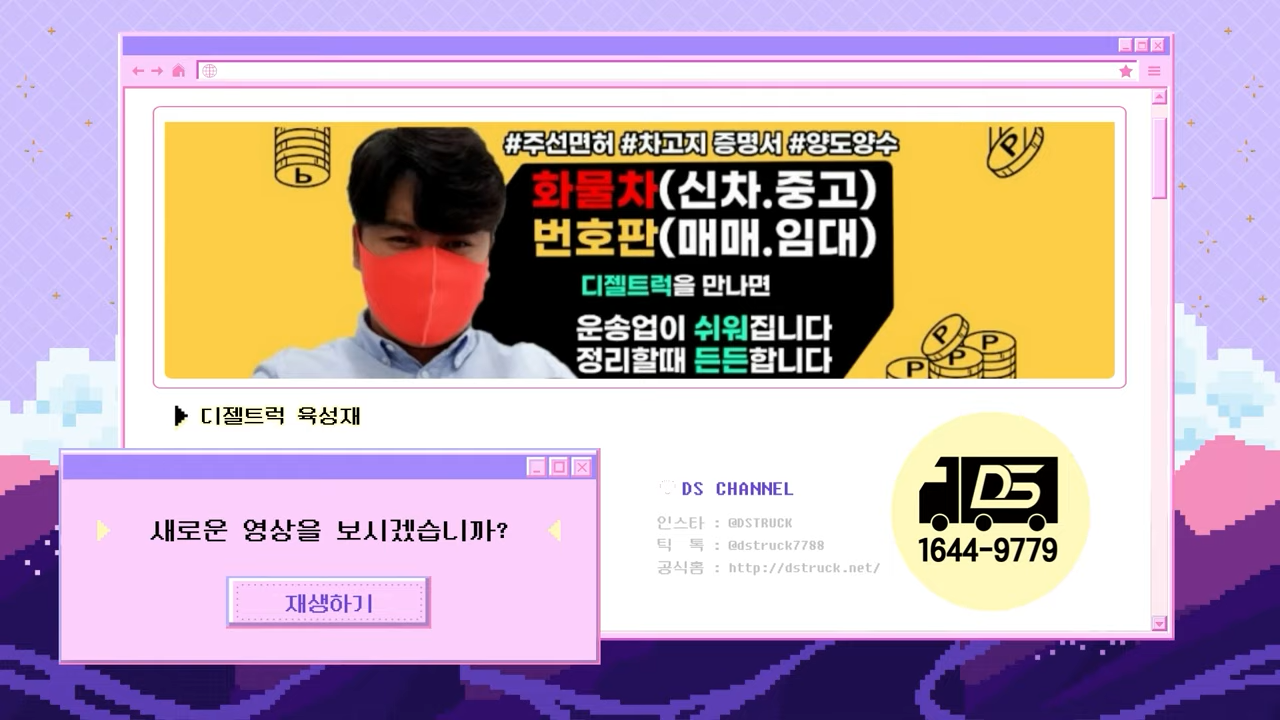 #주선면허 #차고지 증명서 #양도양수
화물차(신차.중고)
번호판(매매.임대)
디젤트럭을 만나면
운송업이 쉬워집니다
정리할때 든든합니다
디젤트럭 육성재
새로운 영상을 보시겠습니까?
재생하기
DS CHANNEL
인스타 : @DSTRUCK
틱 톡 : @dstruck7788
공식홈 : http://dstruck.net/
DS
1644-9779